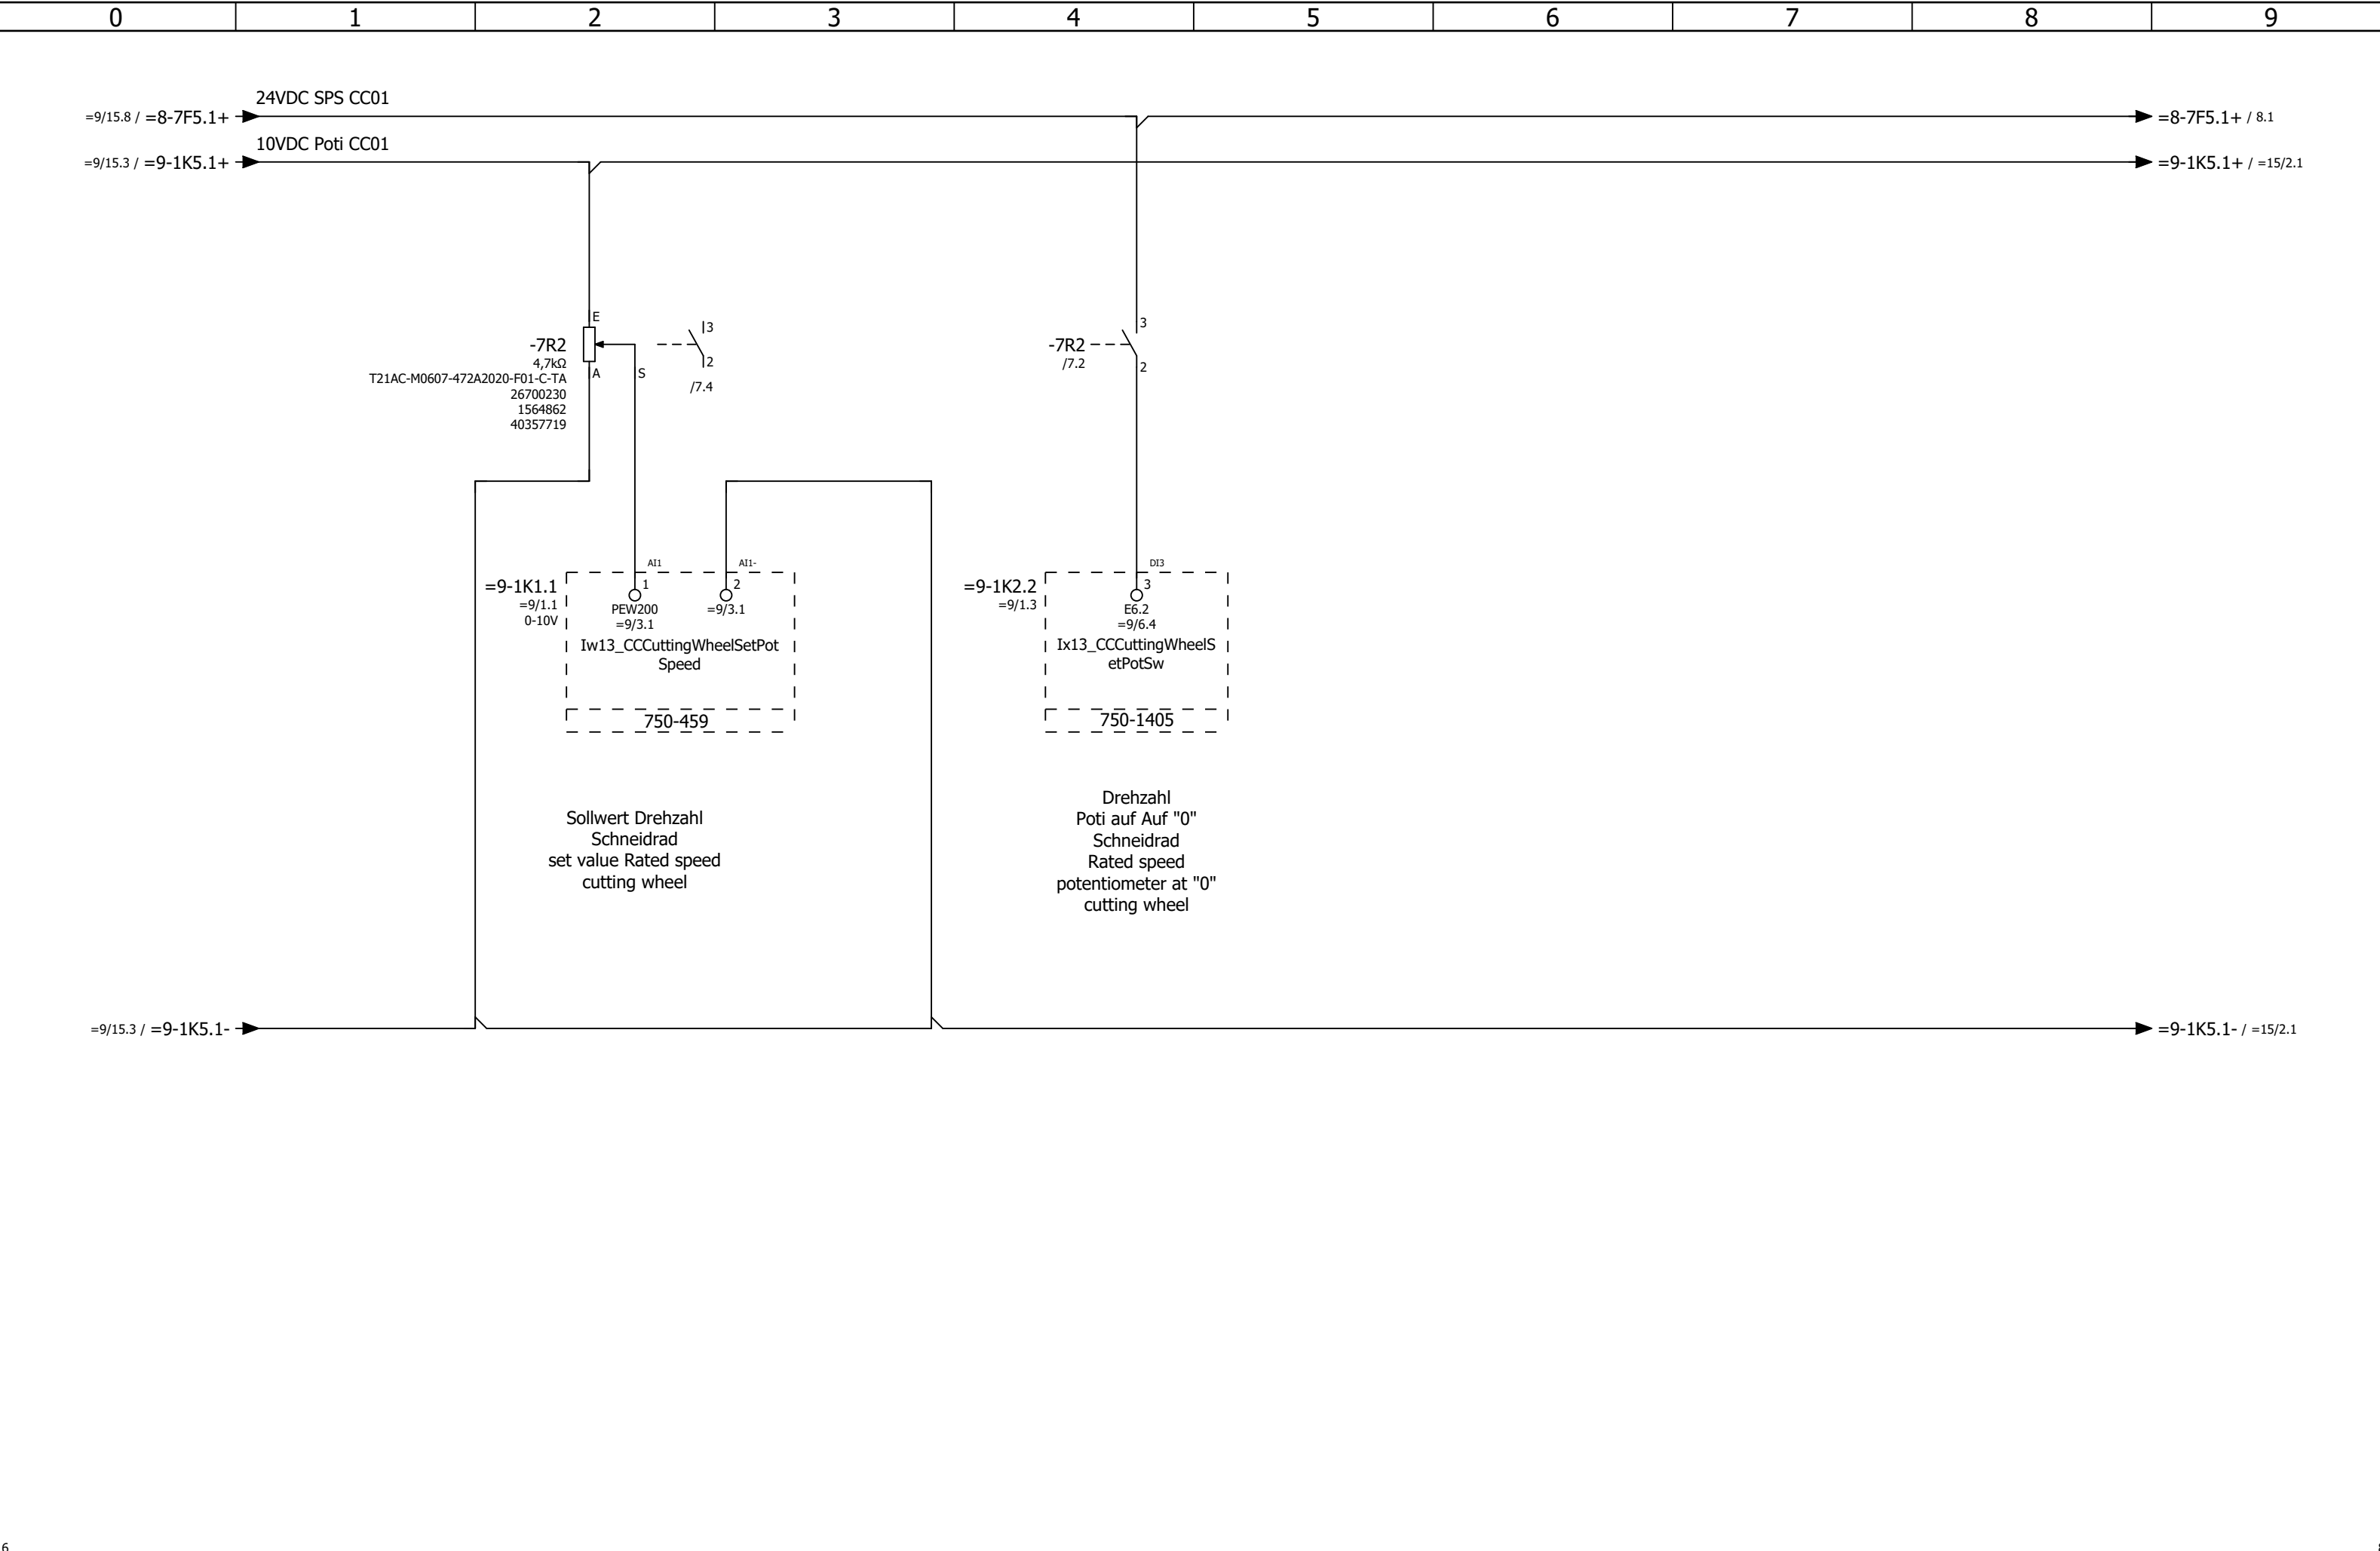 0 1 2 3 4 5 6 7 8 9
24VDC SPS CC01
=9/15.8 / =8-7F5.1+
=8-7F5.1+ / 8.1
10VDC Poti CC01
=9/15.3 / =9-1K5.1+
=9-1K5.1+ / =15/2.1
E
-7R2
4,7kΩ
T21AC-M0607-472A2020-F01-C-TA
26700230
1564862
40357719
A
S
3
2
/7.4
-7R2
/7.2
3
2
=9-1K1.1
=9/1.1
0-10V
AI1
1
PEW200
=9/3.1
AI1-
2
=9/3.1
Iw13_CCCuttingWheelSetPot
Speed
750-459
=9-1K2.2
=9/1.3
DI3
3
E6.2
=9/6.4
Ix13_CCCuttingWheelS
etPotSw
750-1405
Sollwert Drehzahl
Schneidrad
set value Rated speed
cutting wheel
Drehzahl
Poti auf Auf "0"
Schneidrad
Rated speed
potentiometer at "0"
cutting wheel
=9/15.3 / =9-1K5.1-
=9-1K5.1- / =15/2.1
6